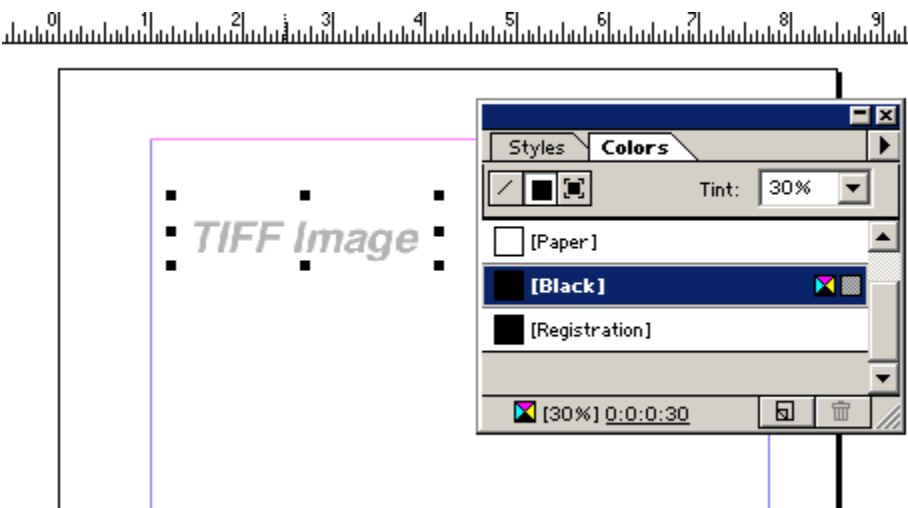 0 1 2 3 4 5 6 7 8 9
Styles Colors
Tint: 30%
TIFF Image
[Paper]
[Black]
[Registration]
[30%] 0:0:0:30